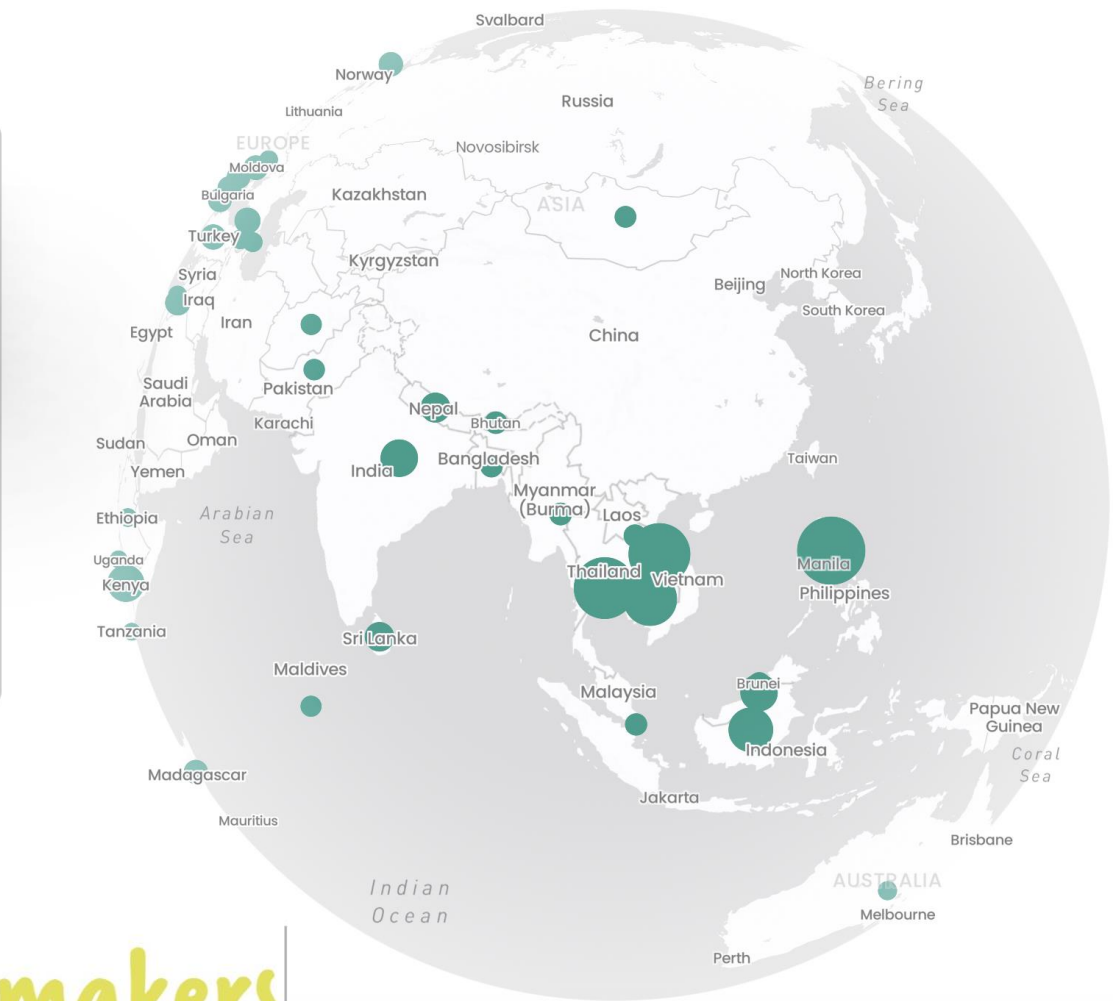 Svalbard
Norway
Bering
Sea
Russia
Lithuania
EUROPE
Novosibirsk
Moldova
Bulgaria
Kazakhstan
ASIA
Turkey
Kyrgyzstan
Syria
North Korea
Beijing
Iraq
South Korea
Iran
Egypt
China
Saudi
Arabia
Pakistan
Nepal
Karachi
Bhutan
Sudan
Oman
Bangladesh
Taiwan
Yemen
India
Myanmar
(Burma)
Laos
Arabian
Sea
Ethiopia
Uganda
Manila
Thailand
Vietnam
Kenya
Philippines
Tanzania
Sri Lanka
Maldives
Brunei
Malaysia
Papua New
Guinea
Indonesia
Coral
Sea
Madagascar
Jakarta
Mauritius
Brisbane
AUSTRALIA
Indian
Ocean
Melbourne
Perth
makers